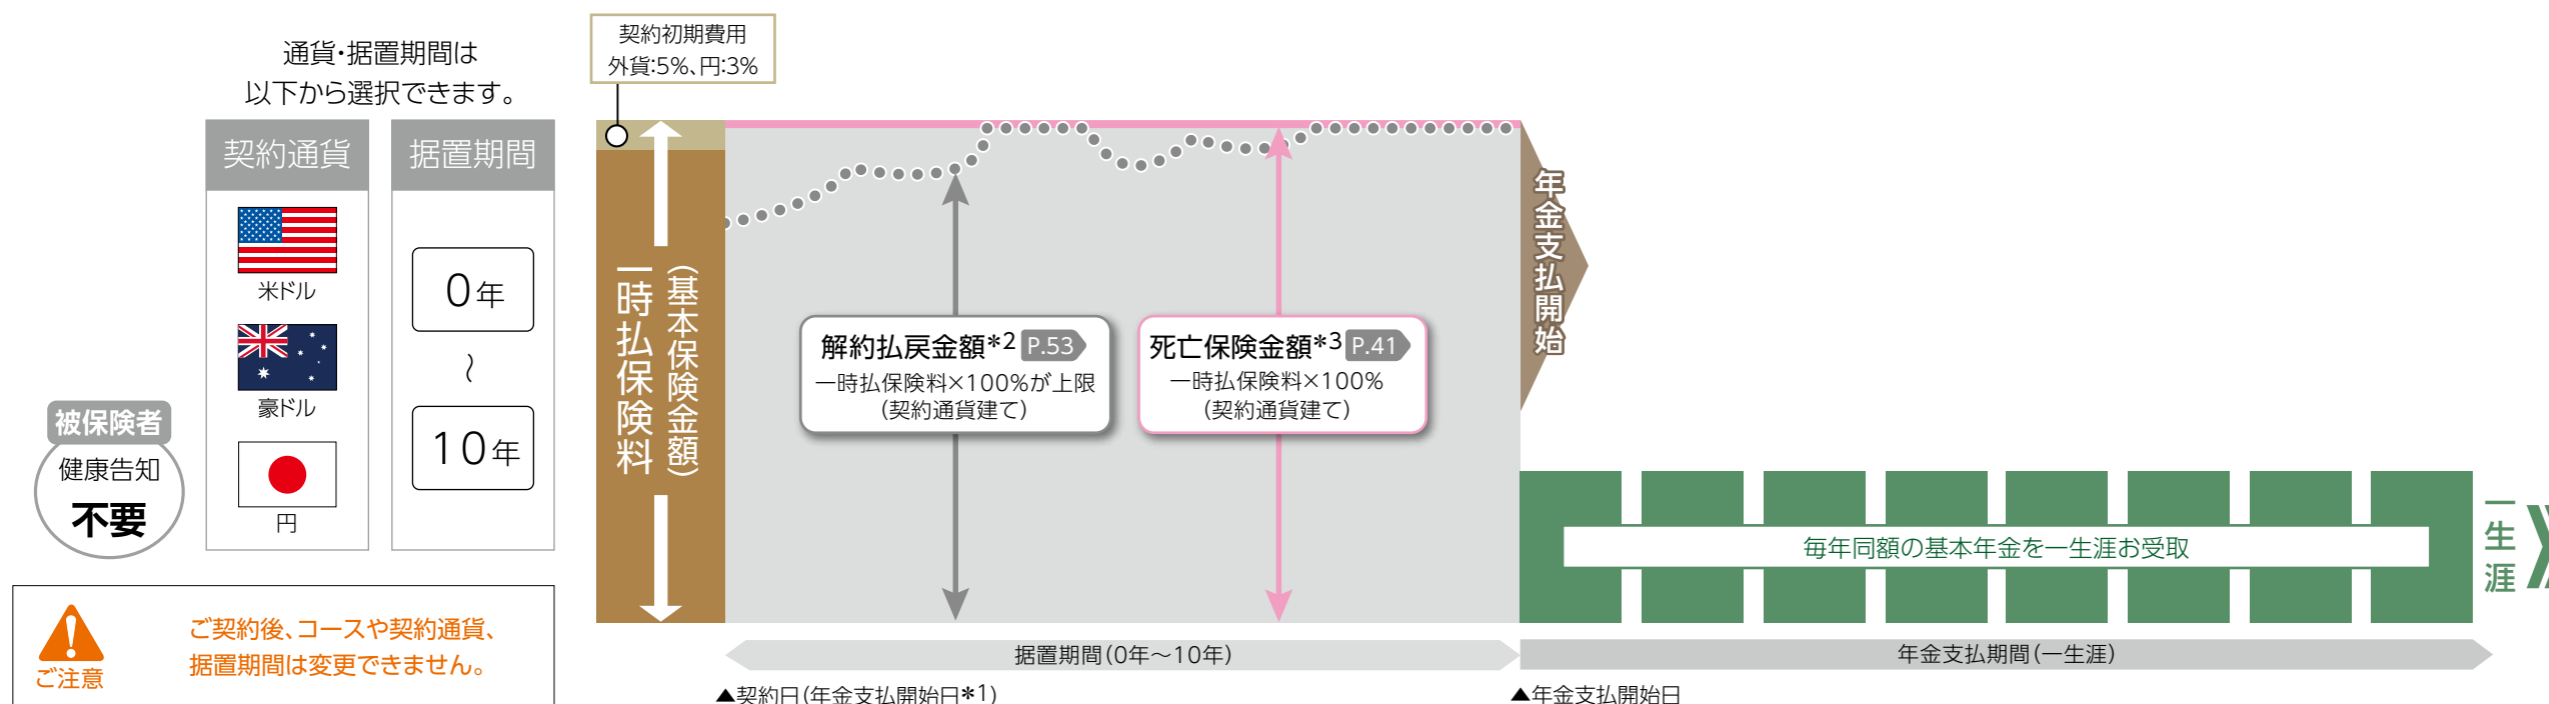 通貨・据置期間は
以下から選択できます。
契約通貨
米ドル
豪ドル
円
据置期間
0年
〜
10年
被保険者
健康告知
不要
ご注意
ご契約後、コースや契約通貨、
据置期間は変更できません。
契約初期費用
外貨:5%、円:3%
一時払保険料
(基本保険金額)
解約払戻金額*2 P.53
一時払保険料×100%が上限
(契約通貨建て)
死亡保険金額*3 P.41
一時払保険料×100%
(契約通貨建て)
年金支払開始
毎年同額の基本年金を一生涯お受取
一生涯
据置期間(0年〜10年)
年金支払期間(一生涯)
▲契約日(年金支払開始日*1)
▲年金支払開始日